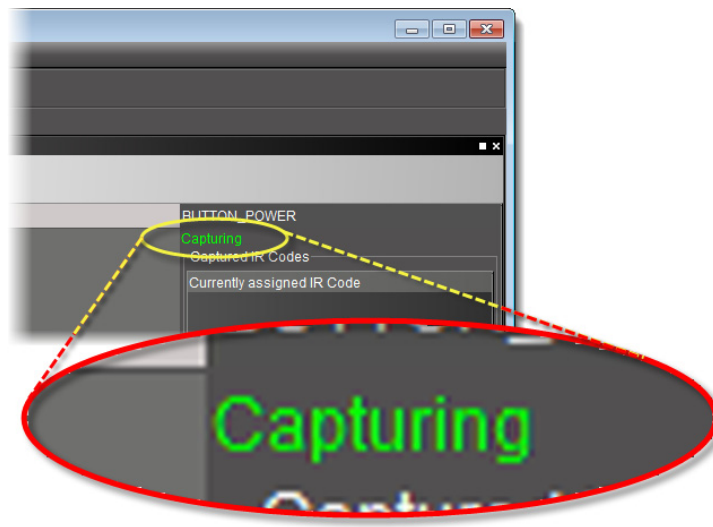 BUTTON_POWER
Capturing
Captured IR Codes
Currently assigned IR Code
Capturing